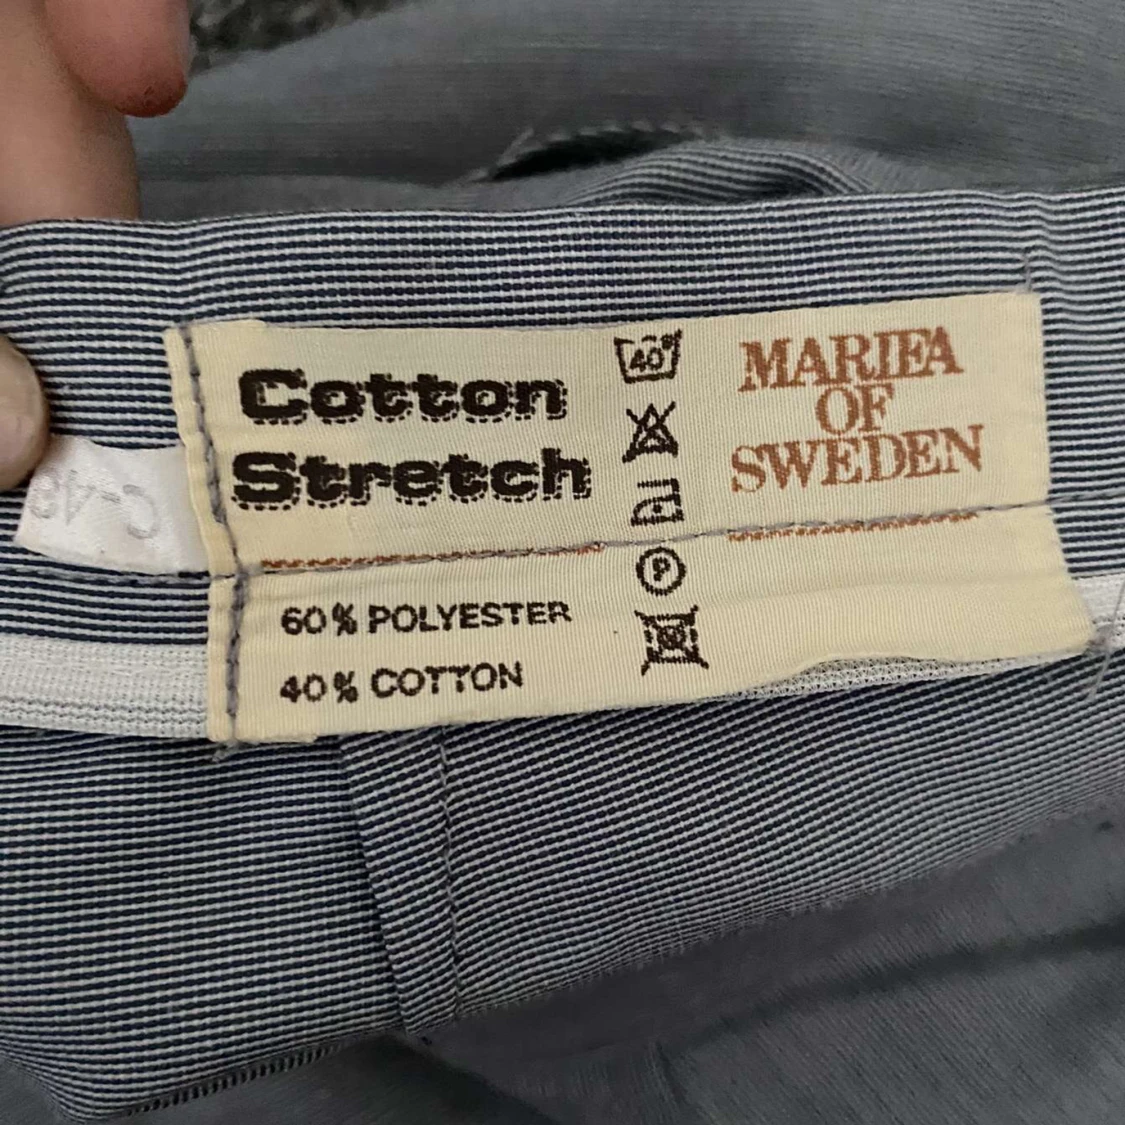 Cotton
Stretch
40°
MARIEA
OF
SWEDEN
P
60% POLYESTER
40% COTTON